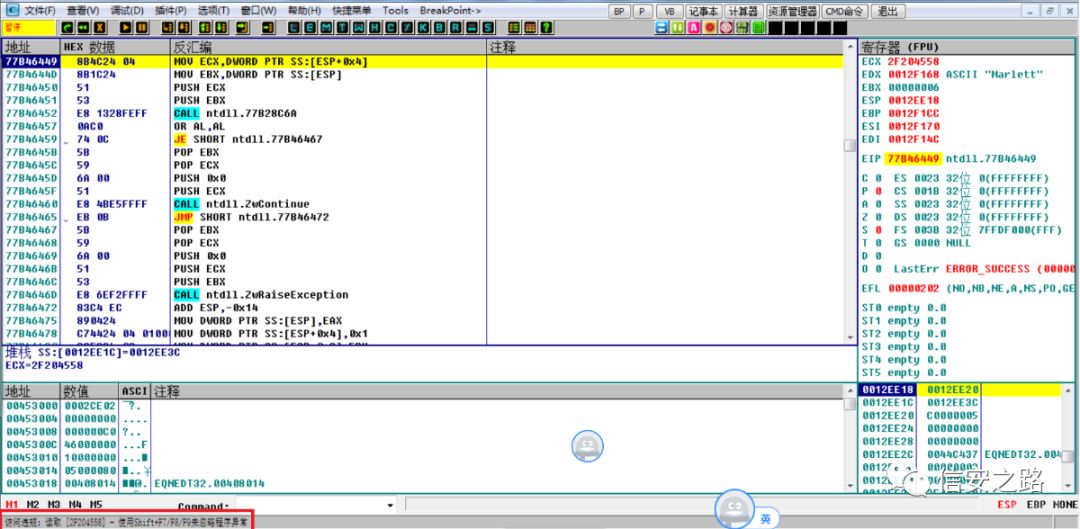 文件(F) 查看(V) 调试(D) 插件(P) 选项(T) 窗口(W) 帮助(H) 快捷菜单 Tools BreakPoint-> BP P VB 记事本 计算器 资源管理器 CMD命令 退出
暂停 L E M T W H C / K B R ... S
地址 HEX 数据 反汇编 注释
77B46449 8B4C24 04 MOV ECX,DWORD PTR SS:[ESP+0x4]
77B4644D 8B1C24 MOV EBX,DWORD PTR SS:[ESP]
77B46450 51 PUSH ECX
77B46451 53 PUSH EBX
77B46452 E8 1328FEFF CALL ntdll.77B28C6A
77B46457 0AC0 OR AL,AL
77B46459 74 0C JE SHORT ntdll.77B46467
77B4645B 5B POP EBX
77B4645C 59 POP ECX
77B4645D 6A 00 PUSH 0x0
77B4645F 51 PUSH ECX
77B46460 E8 4BE5FFFF CALL ntdll.ZwContinue
77B46465 EB 0B JMP SHORT ntdll.77B46472
77B46467 5B POP EBX
77B46468 59 POP ECX
77B46469 6A 00 PUSH 0x0
77B4646B 51 PUSH ECX
77B4646C 53 PUSH EBX
77B4646D E8 6EF2FFFF CALL ntdll.ZwRaiseException
77B46472 83C4 EC ADD ESP,-0x14
77B46475 890424 MOV DWORD PTR SS:[ESP],EAX
77B46478 C74424 04 0100 MOV DWORD PTR SS:[ESP+0x4],0x1
堆栈 SS:[0012EE1C]=0012EE3C
ECX=2F204558
寄存器 (FPU)
ECX 2F204558
EDX 0012F168 ASCII "Marlett"
EBX 00000006
ESP 0012EE18
EBP 0012F1CC
ESI 0012F170
EDI 0012F14C
EIP 77B46449 ntdll.77B46449
C 0 ES 0023 32位 0(FFFFFFFF)
P 0 CS 001B 32位 0(FFFFFFFF)
A 0 SS 0023 32位 0(FFFFFFFF)
Z 0 DS 0023 32位 0(FFFFFFFF)
S 0 FS 003B 32位 7FFDF000(FFF)
T 0 GS 0000 NULL
D 0
O 0 LastErr ERROR_SUCCESS (00000
EFL 00000202 (NO,NB,NE,A,NS,PO,GE
ST0 empty 0.0
ST1 empty 0.0
ST2 empty 0.0
ST3 empty 0.0
ST4 empty 0.0
ST5 empty 0.0
地址 数值 ASCI 注释
00453000 0002CE02
00453004 00000000 ....
00453008 000000C0 ?..
0045300C 46000000 ...F
00453010 10000000
00453014 05000080
00453018 00408014 EQNEDT32.00408014
0012EE18 0012EE20
0012EE1C 0012EE3C
0012EE20 C0000005
0012EE24 00000000
0012EE28 00000000
0012EE2C 0044C437 EQNEDT32.0044
信安之路
M1 M2 M3 M4 M5 Command: ESP EBP NONE
访问违规: 读取 [2F204558] - 使用Shift+F7/F8/F9来忽略程序异常
英